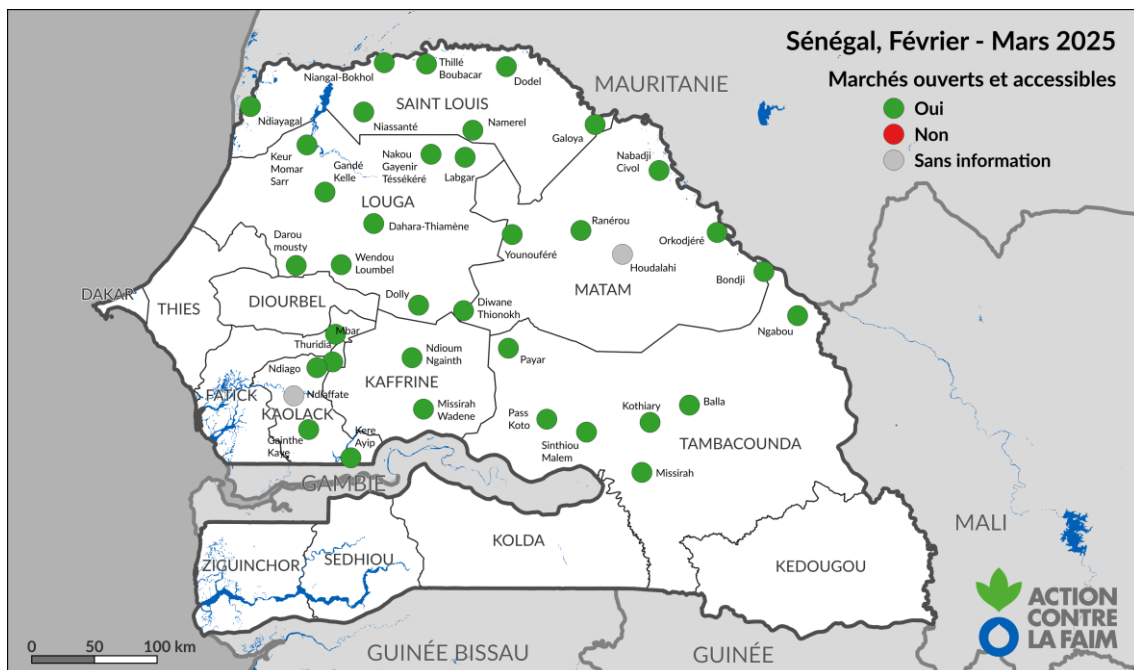 Sénégal, Février - Mars 2025
Marchés ouverts et accessibles
Oui
Non
Sans information
MAURITANIE
Niangal-Bokhol
Thillé
Boubacar
Dodel
SAINT LOUIS
Ndiayagal
Niassanté
Namerel
Galoya
Keur
Momar
Sarr
Gandé
Kelle
Nakou
Gayenir
Téssékéré
Labgar
Nabadji
Civol
LOUGA
Dahara-Thiamène
Ranérou
Younouféré
Orkodjéré
Houdalahi
Darou
mousty
Wendou
Loumbel
Bondji
MATAM
DAKAR
THIES
DIOURBEL
Dolly
Diwane
Thionokh
Ngabou
Mbar
Thuridia
Ndiago
Ndioum
Ngainth
Payar
KAFFRINE
FATICK
Ndiaffate
KAOLACK
Missirah
Wadene
Pass
Koto
Kothiary
Balla
Sinthiou
Malem
TAMBACOUNDA
Gainthe
Kaye
Kere
Ayip
Missirah
GAMBIE
MALI
KOLDA
ZIGUINCHOR
SEDHIOU
KEDOUGOU
GUINÉE BISSAU
GUINÉE
0 50 100 km
ACTION
CONTRE
LA FAIM